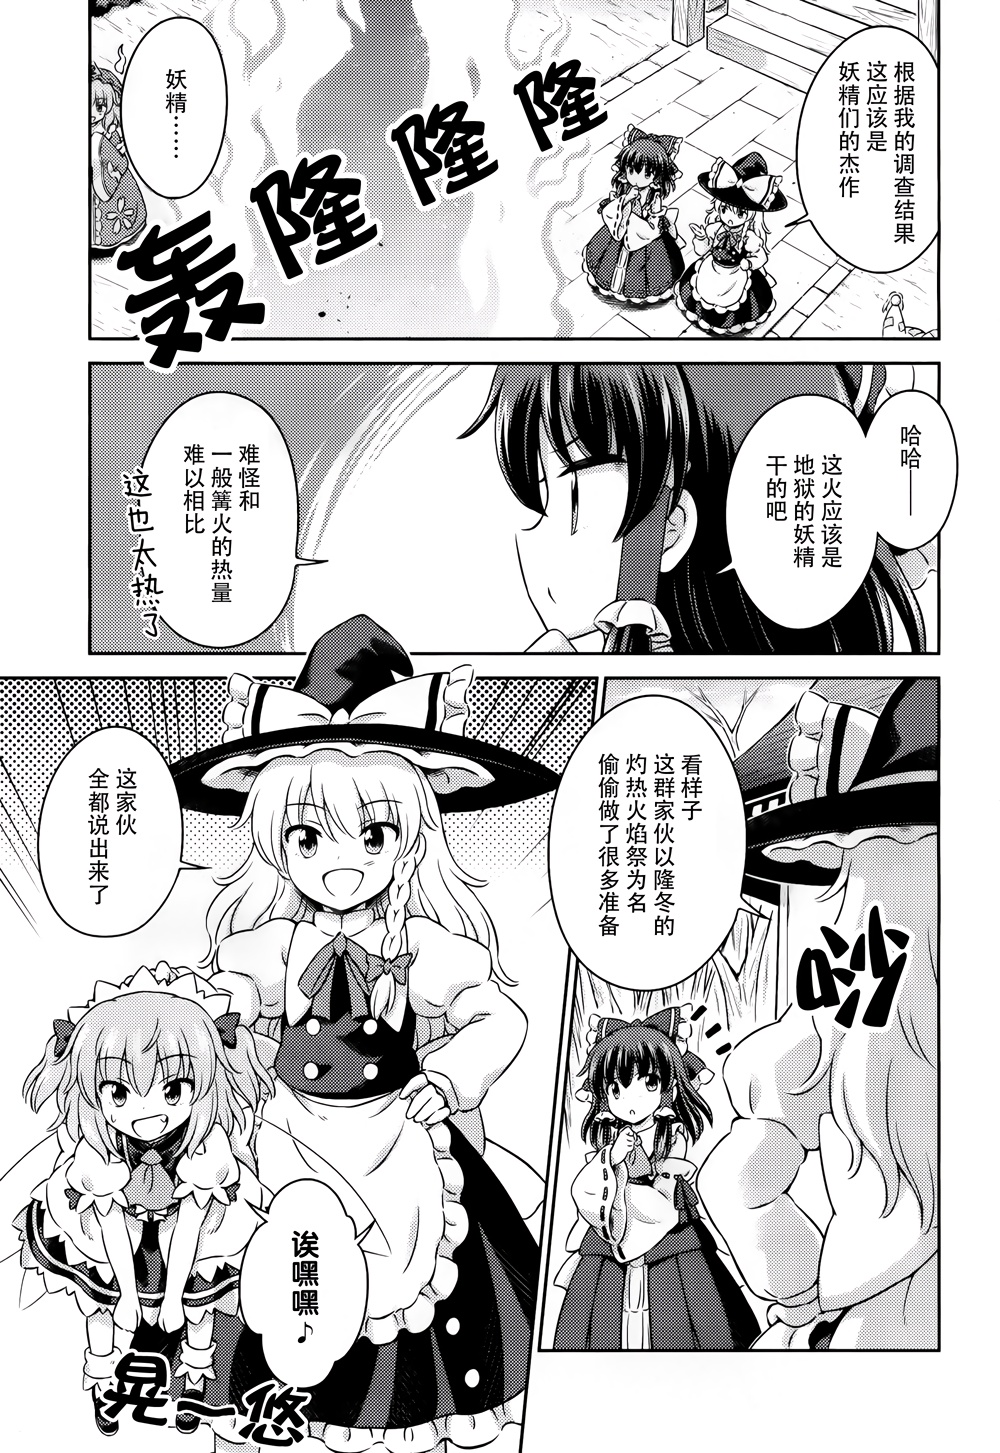 根据我的调查结果
这应该是
妖精们的杰作
轰隆隆隆
妖精……
哈哈——
这火应该是
地狱的妖精
干的吧
难怪和
一般篝火的热量
难以相比
这也太热了
看样子
这群家伙以隆冬的
灼热火焰祭为名
偷偷做了很多准备
唦
这家伙
全都说出来了
诶嘿嘿♪
晃~悠